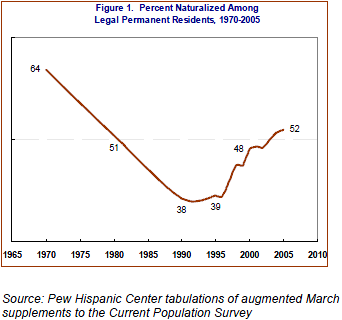 Figure 1. Percent Naturalized Among
Legal Permanent Residents, 1970-2005
64
51
38
39
48
52
1965 1970 1975 1980 1985 1990 1995 2000 2005 2010
Source: Pew Hispanic Center tabulations of augmented March
supplements to the Current Population Survey